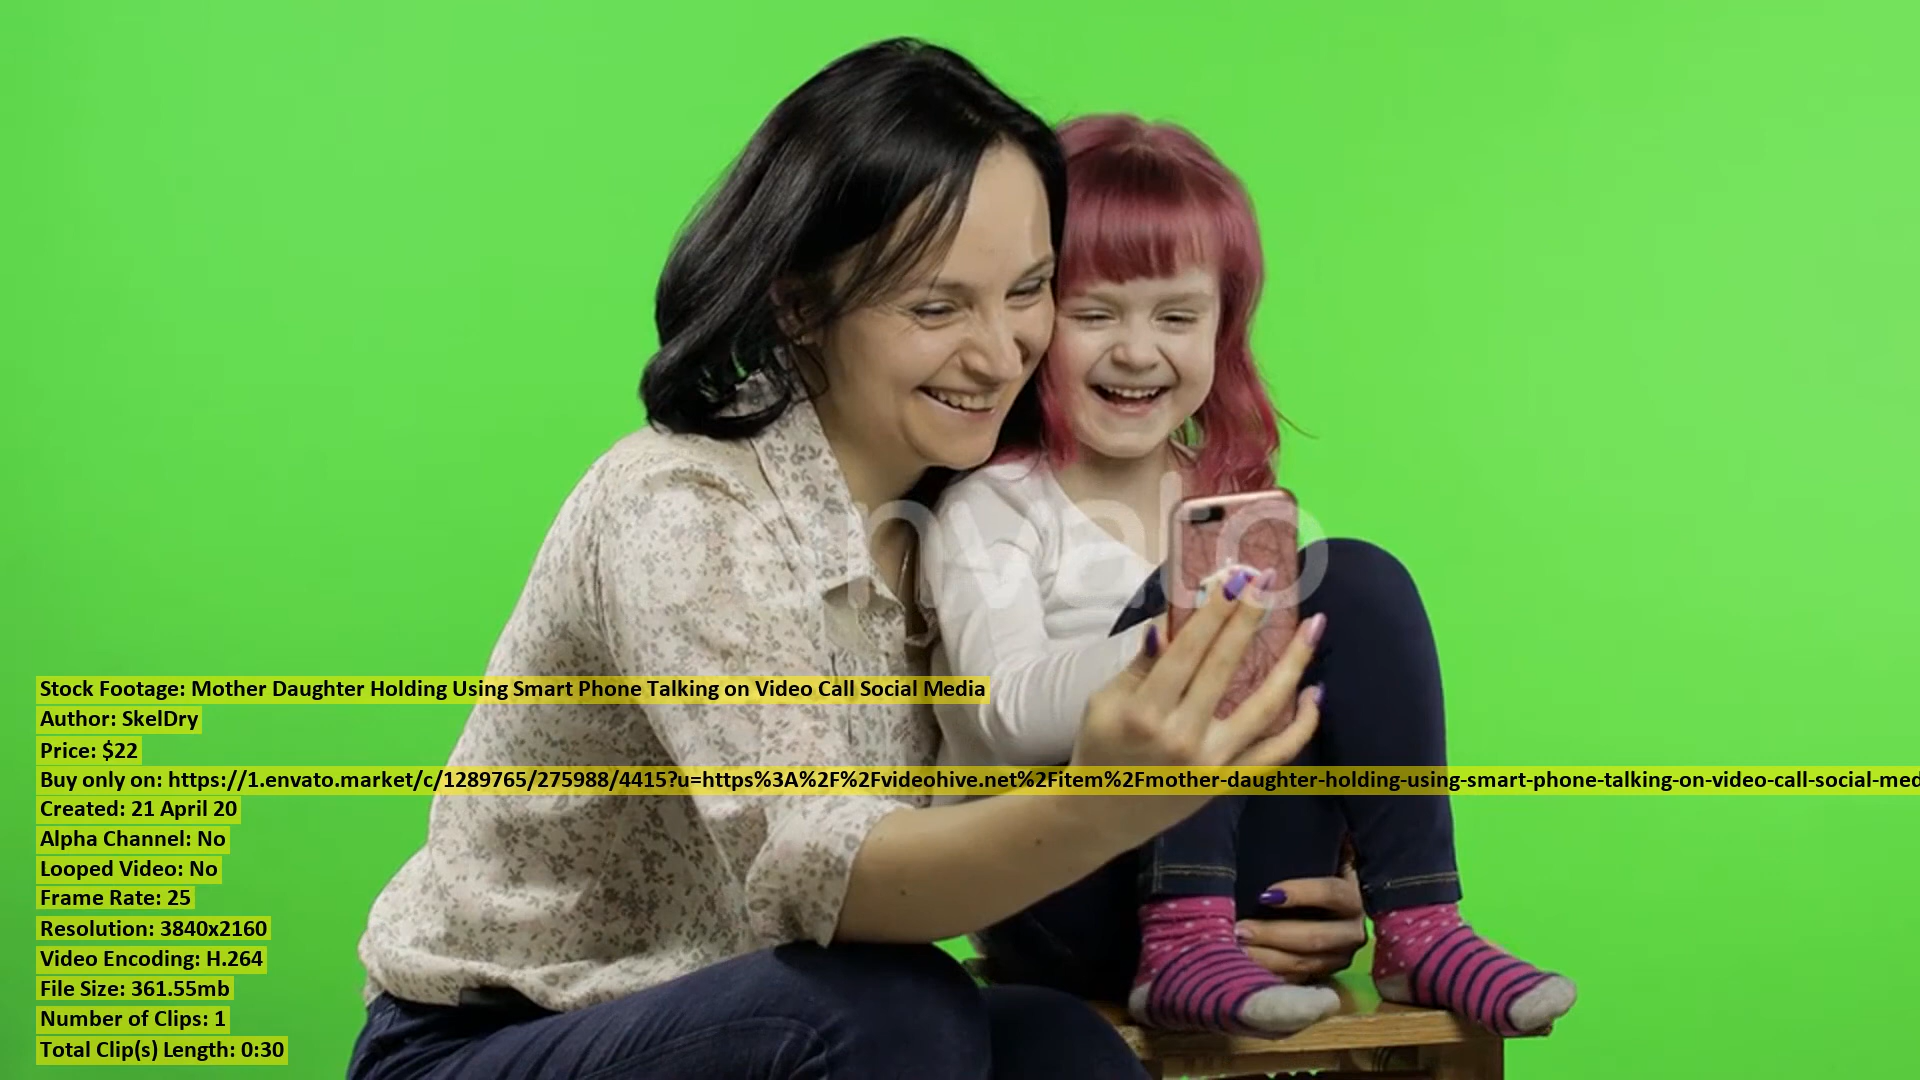 envato
Stock Footage: Mother Daughter Holding Using Smart Phone Talking on Video Call Social Media
Author: SkelDry
Price: $22
Buy only on: https://1.envato.market/c/1289765/275988/4415?u=https%3A%2F%2Fvideohive.net%2Fitem%2Fmother-daughter-holding-using-smart-phone-talking-on-video-call-social-med
Created: 21 April 20
Alpha Channel: No
Looped Video: No
Frame Rate: 25
Resolution: 3840x2160
Video Encoding: H.264
File Size: 361.55mb
Number of Clips: 1
Total Clip(s) Length: 0:30